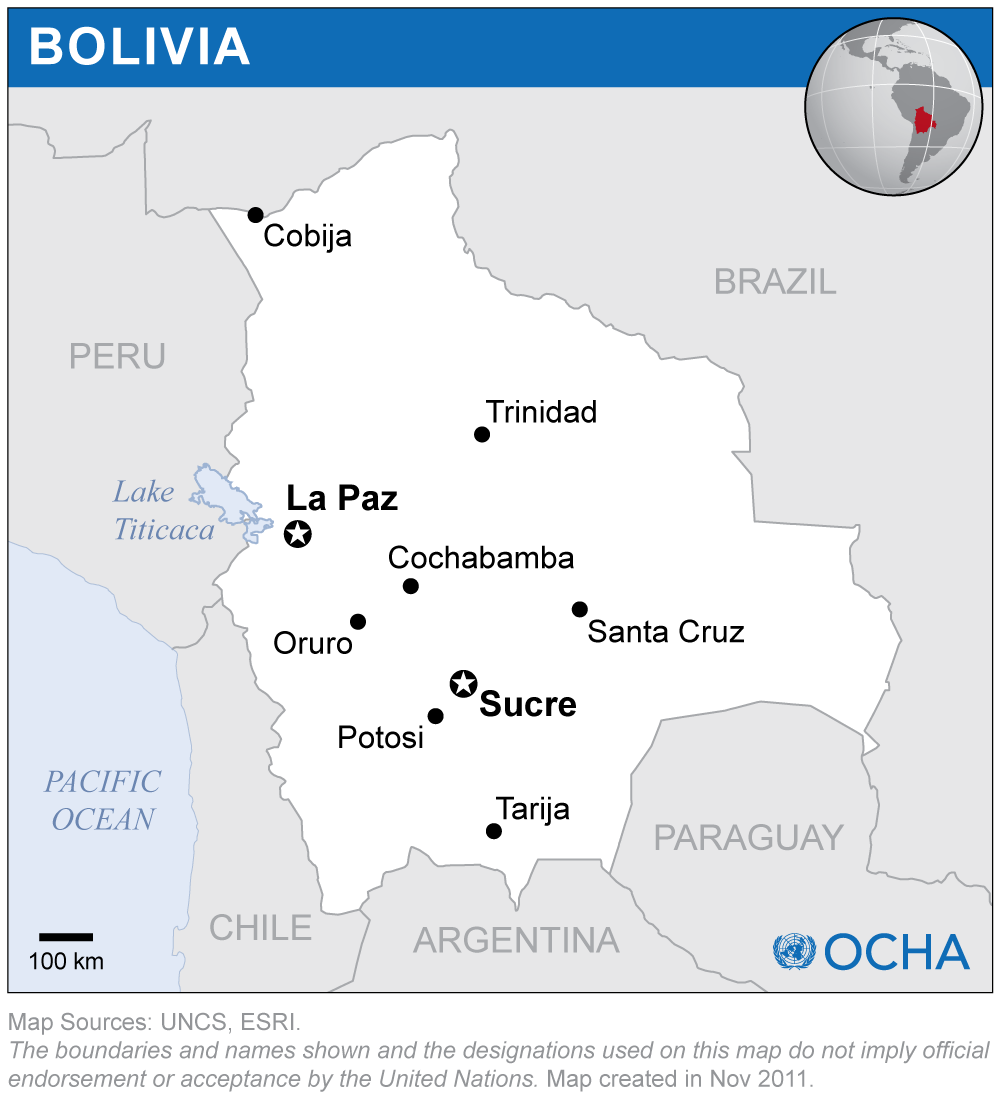 BOLIVIA
Cobija
BRAZIL
PERU
Trinidad
Lake
Titicaca
La Paz
Cochabamba
Oruro
Santa Cruz
Sucre
Potosi
PACIFIC
OCEAN
Tarija
PARAGUAY
CHILE
ARGENTINA
100 km
OCHA
Map Sources: UNCS, ESRI.
The boundaries and names shown and the designations used on this map do not imply official
endorsement or acceptance by the United Nations. Map created in Nov 2011.